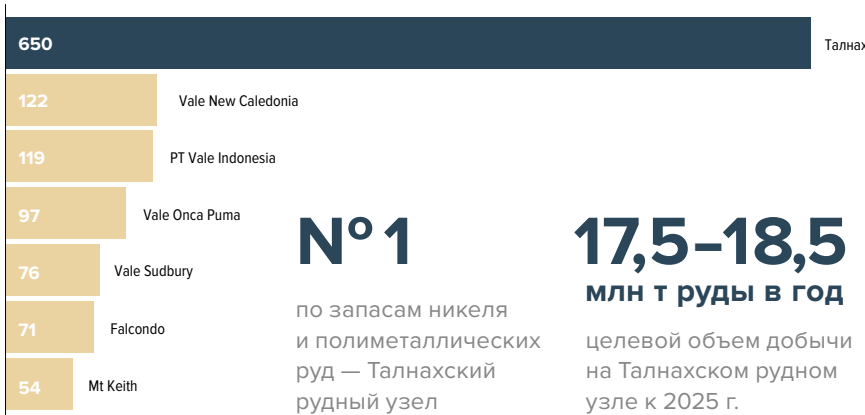 650
Талнах
122
Vale New Caledonia
119
PT Vale Indonesia
97
Vale Onca Puma
76
Vale Sudbury
71
Falcondo
54
Mt Keith
№ 1
по запасам никеля
и полиметаллических
руд — Талнахский
рудный узел
17,5–18,5
млн т руды в год
целевой объем добычи
на Талнахском рудном
узле к 2025 г.